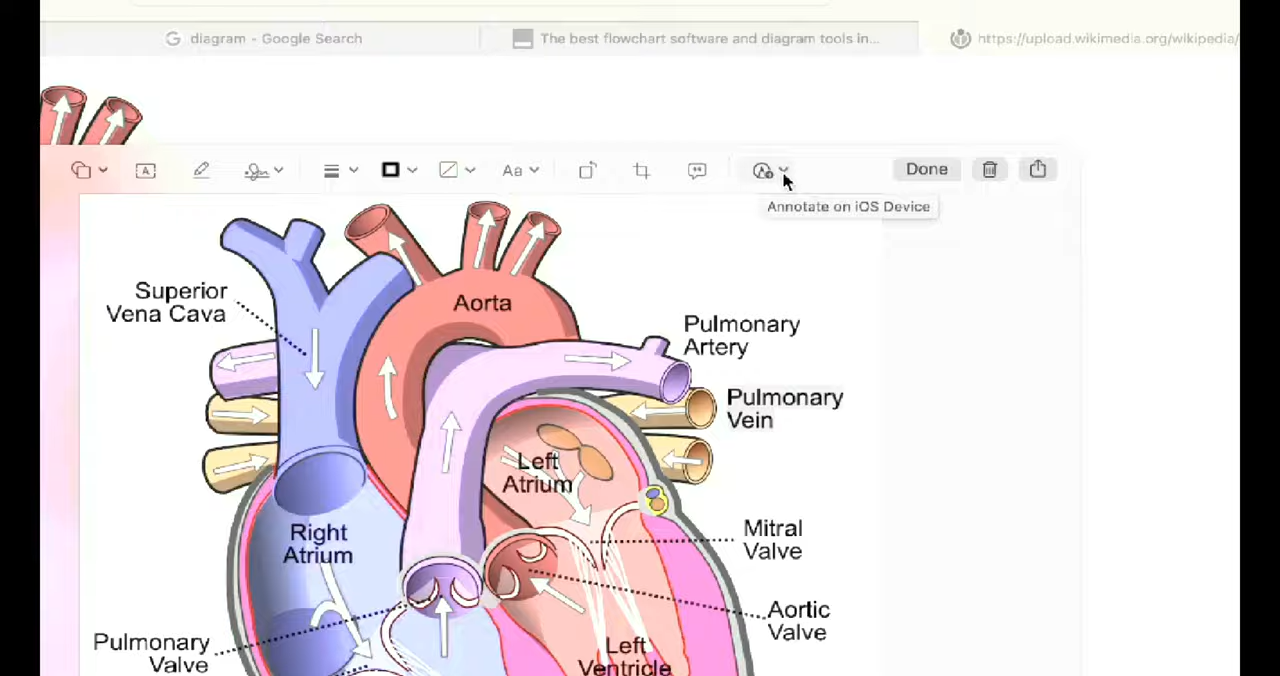 diagram - Google Search
The best flowchart software and diagram tools in...
https://upload.wikimedia.org/wikipedia/
A
Aa
Done
Annotate on iOS Device
Superior
Vena Cava
Aorta
Pulmonary
Artery
Pulmonary
Vein
Left
Atrium
Right
Atrium
Mitral
Valve
Aortic
Valve
Pulmonary
Valve
Left
Ventricle